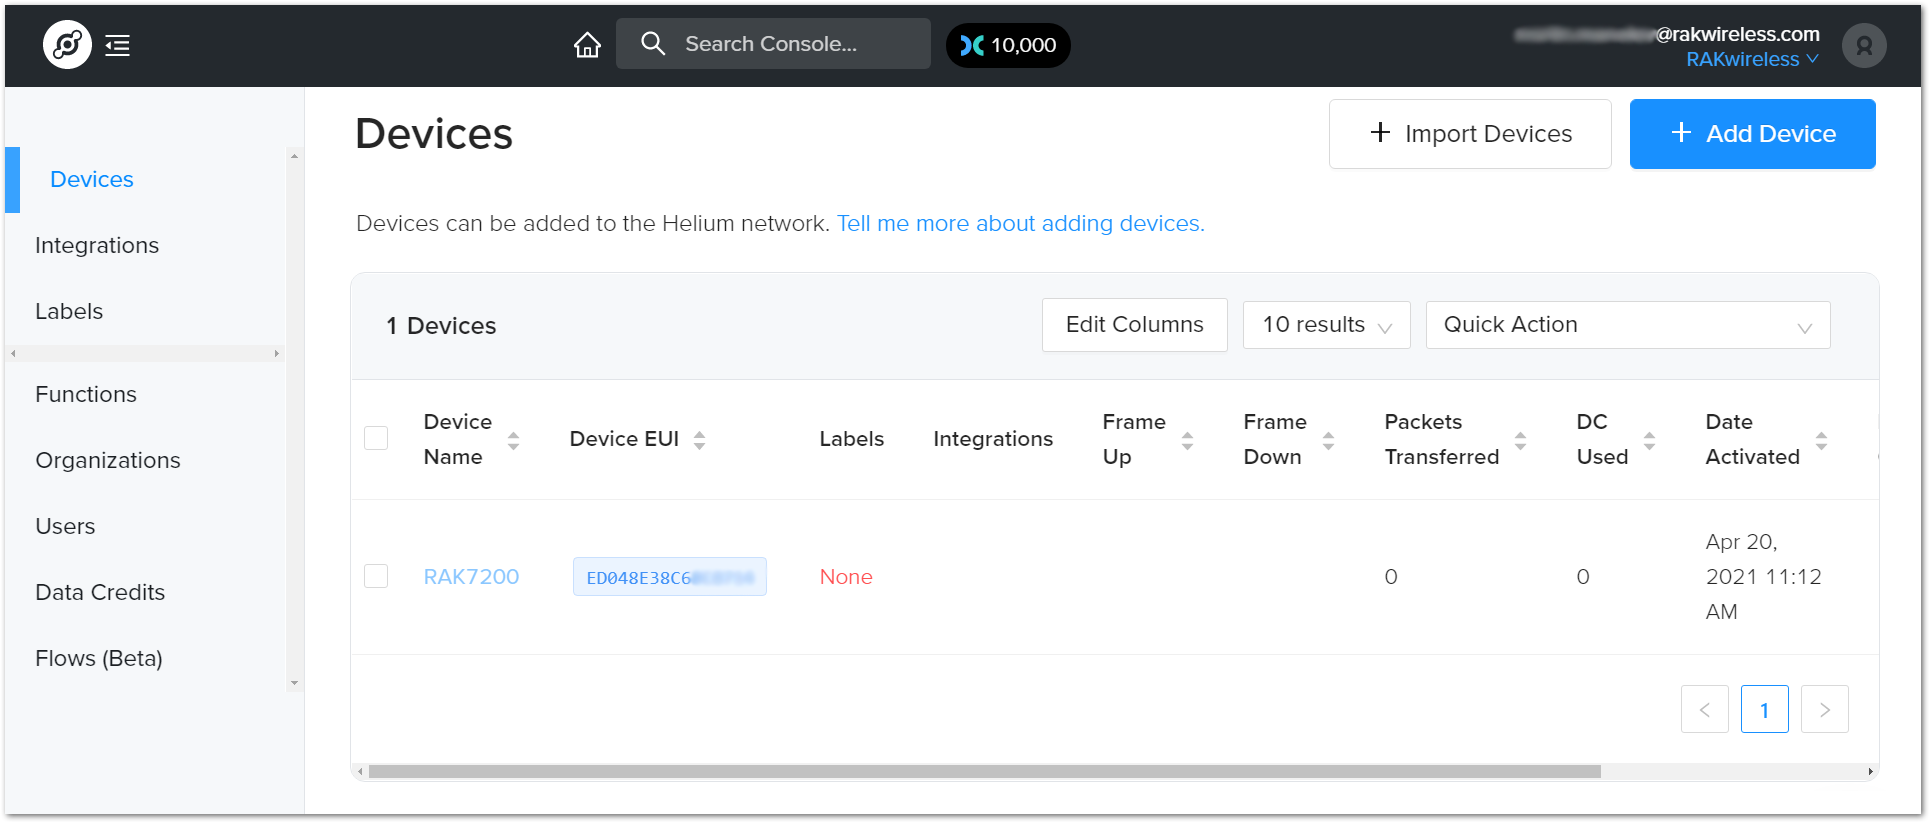 Search Console...
10,000
@rakwireless.com
RAKwireless
Devices
Integrations
Labels
Functions
Organizations
Users
Data Credits
Flows (Beta)
Devices
+ Import Devices
+ Add Device
Devices can be added to the Helium network. Tell me more about adding devices.
1 Devices
Edit Columns
10 results
Quick Action
Device Name
Device EUI
Labels
Integrations
Frame Up
Frame Down
Packets Transferred
DC Used
Date Activated
RAK7200
ED048E38C6
None
0
0
Apr 20,
2021 11:12
AM
< 1 >